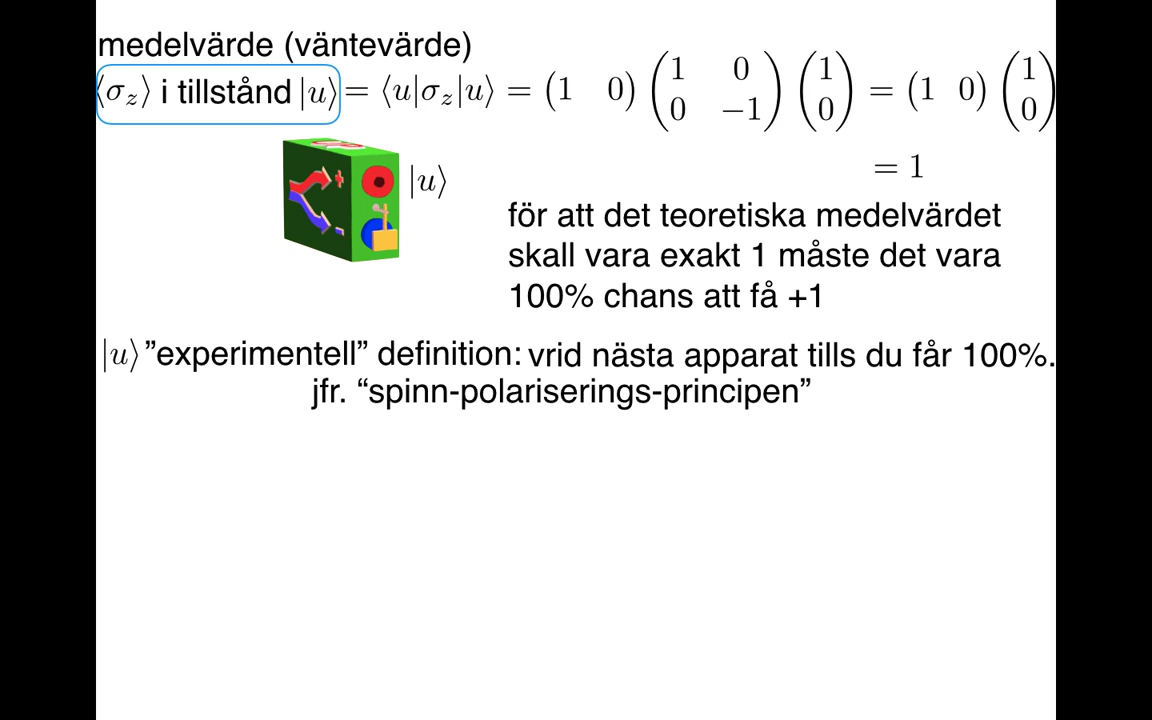 medelvärde (väntevärde)
⟨σ_z⟩ i tillstånd |u⟩ = ⟨u|σ_z|u⟩ = (1 0) (1 0; 0 −1) (1; 0) = (1 0) (1; 0)
= 1
+
-
|u⟩
för att det teoretiska medelvärdet
skall vara exakt 1 måste det vara
100% chans att få +1
|u⟩ ”experimentell” definition: vrid nästa apparat tills du får 100%.
jfr. “spinn-polariserings-principen”